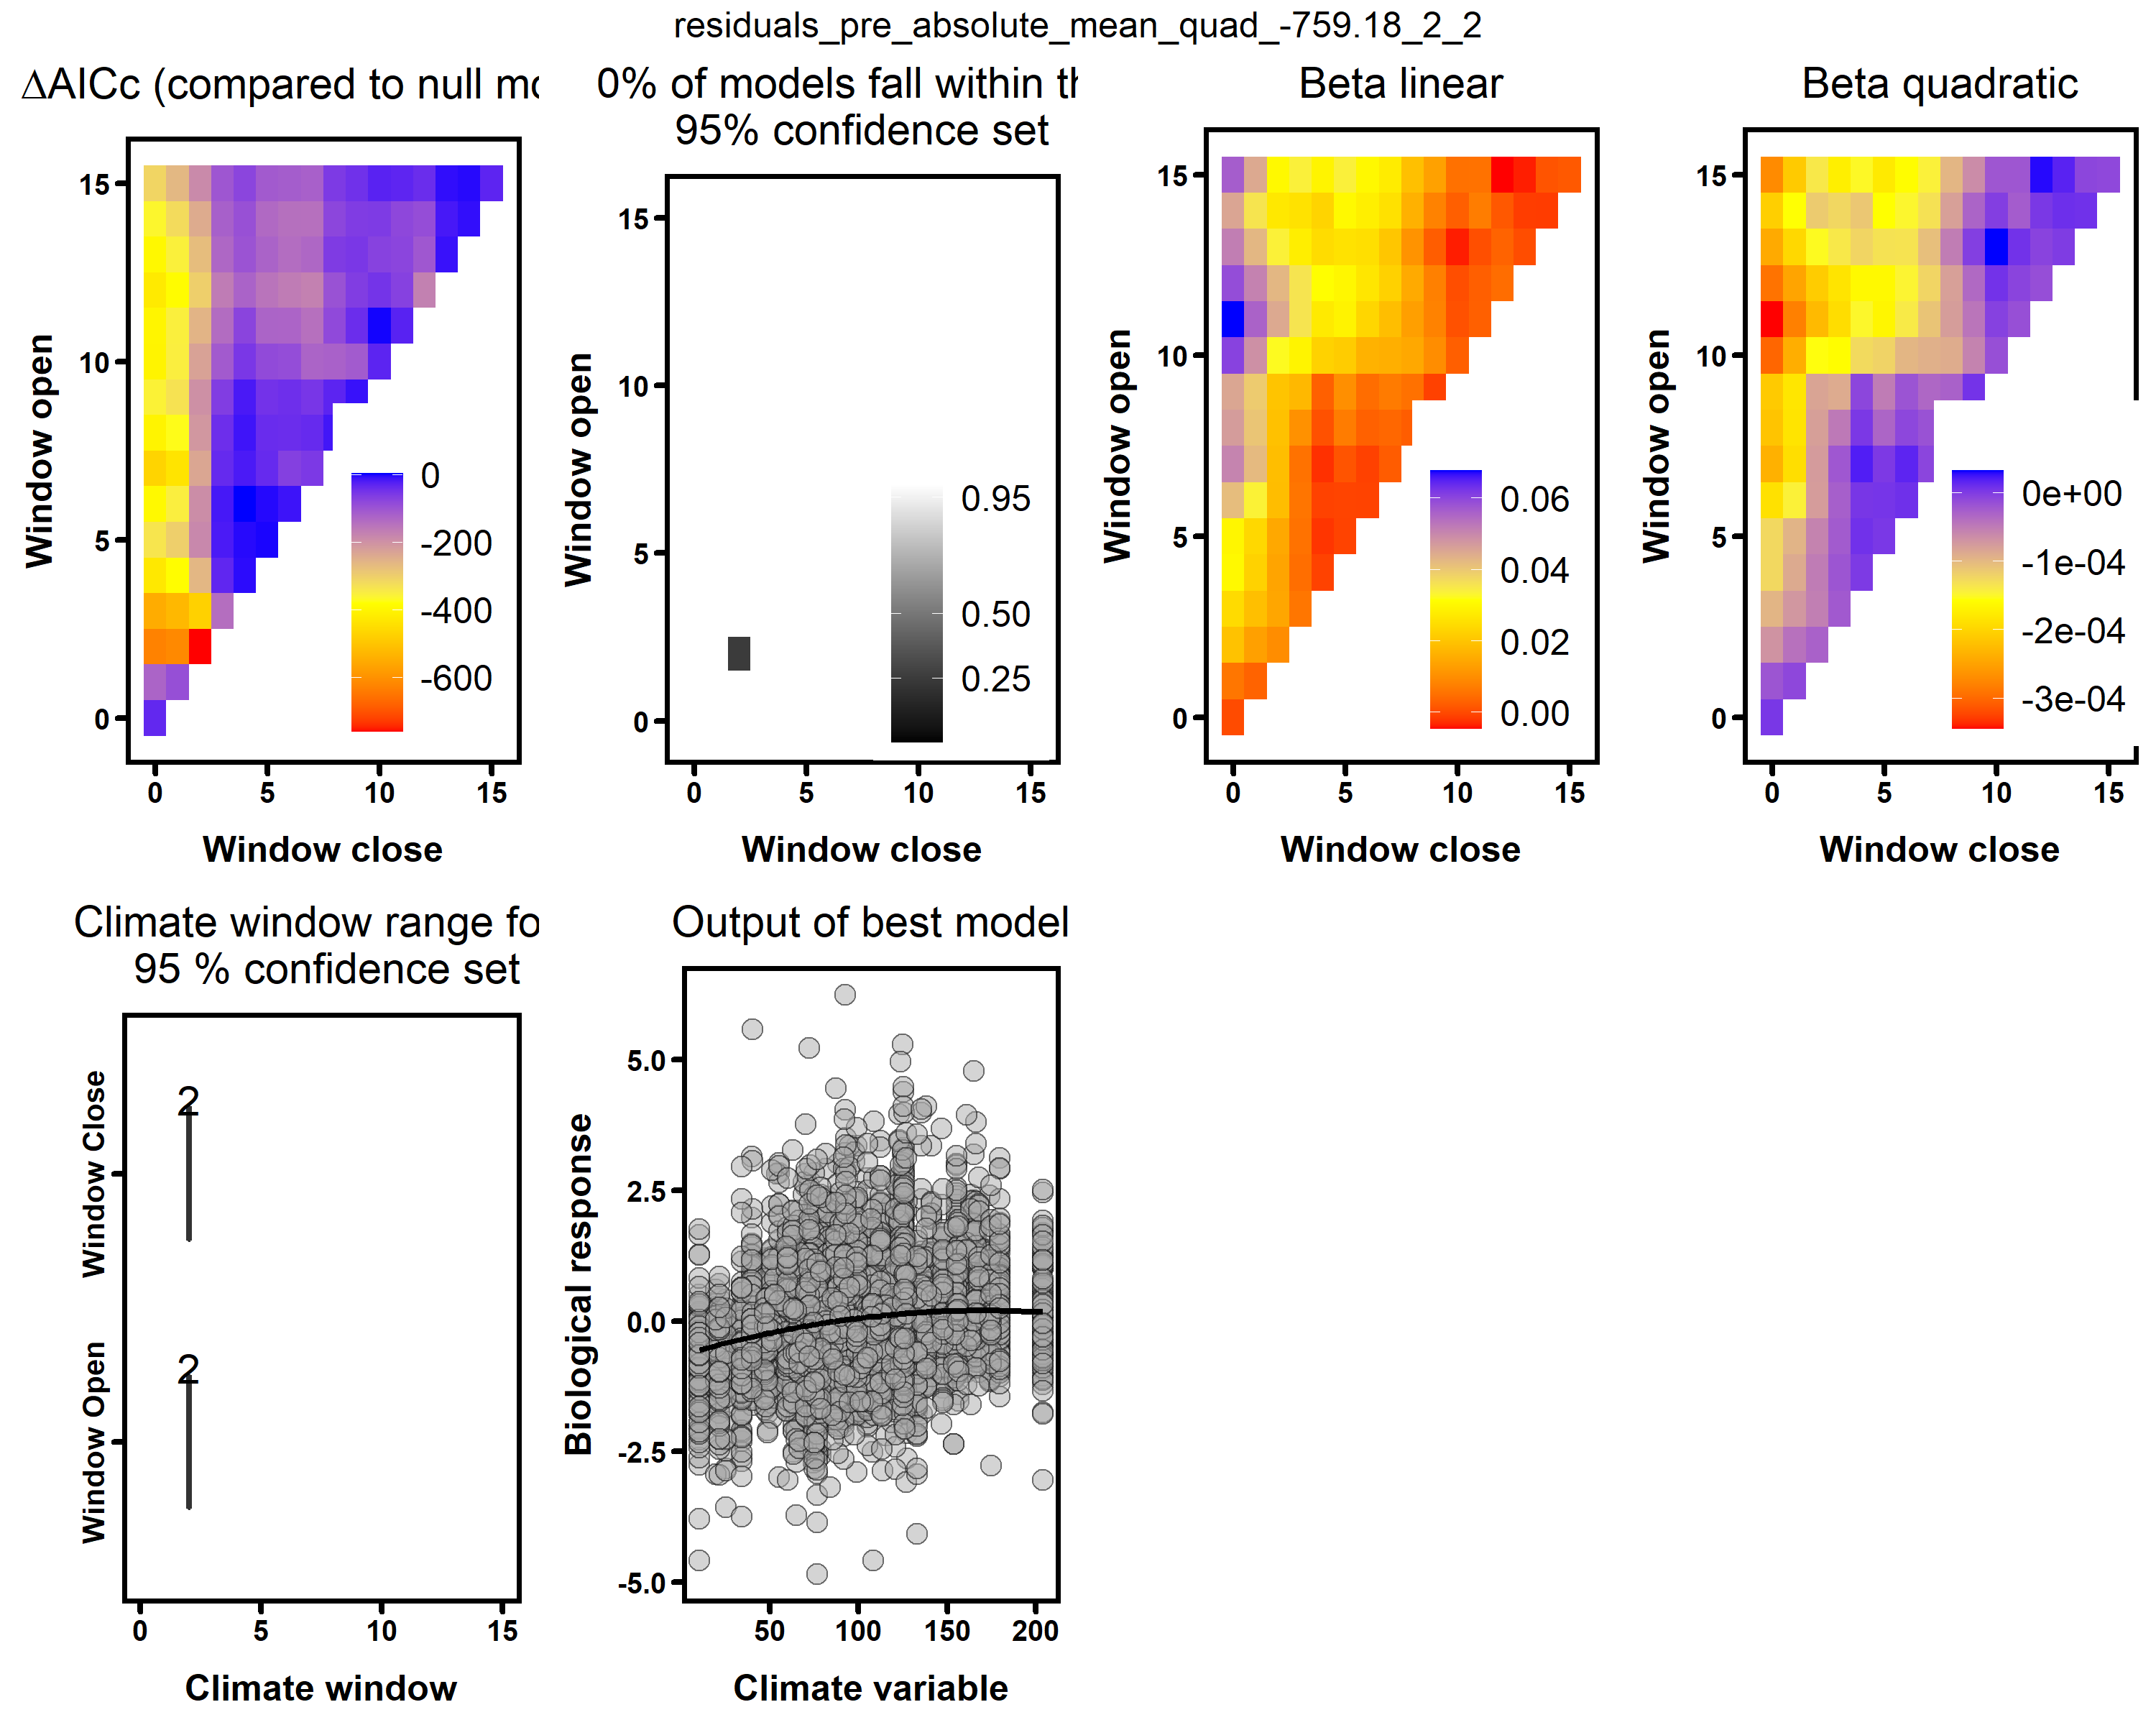 residuals_pre_absolute_mean_quad_-759.18_2_2
ΔAICc (compared to null mo
15
10
5
0
0
5
10
15
Window open
Window close
0
-200
-400
-600
0% of models fall within th
95% confidence set
15
10
5
0
0
5
10
15
Window open
Window close
0.95
0.50
0.25
Beta linear
15
10
5
0
0
5
10
15
Window open
Window close
0.06
0.04
0.02
0.00
Beta quadratic
15
10
5
0
0
5
10
15
Window open
Window close
0e+00
-1e-04
-2e-04
-3e-04
Climate window range fo
95 % confidence set
Window Close
Window Open
2
2
0
5
10
15
Climate window
Output of best model
Biological response
5.0
2.5
0.0
-2.5
-5.0
50
100
150
200
Climate variable